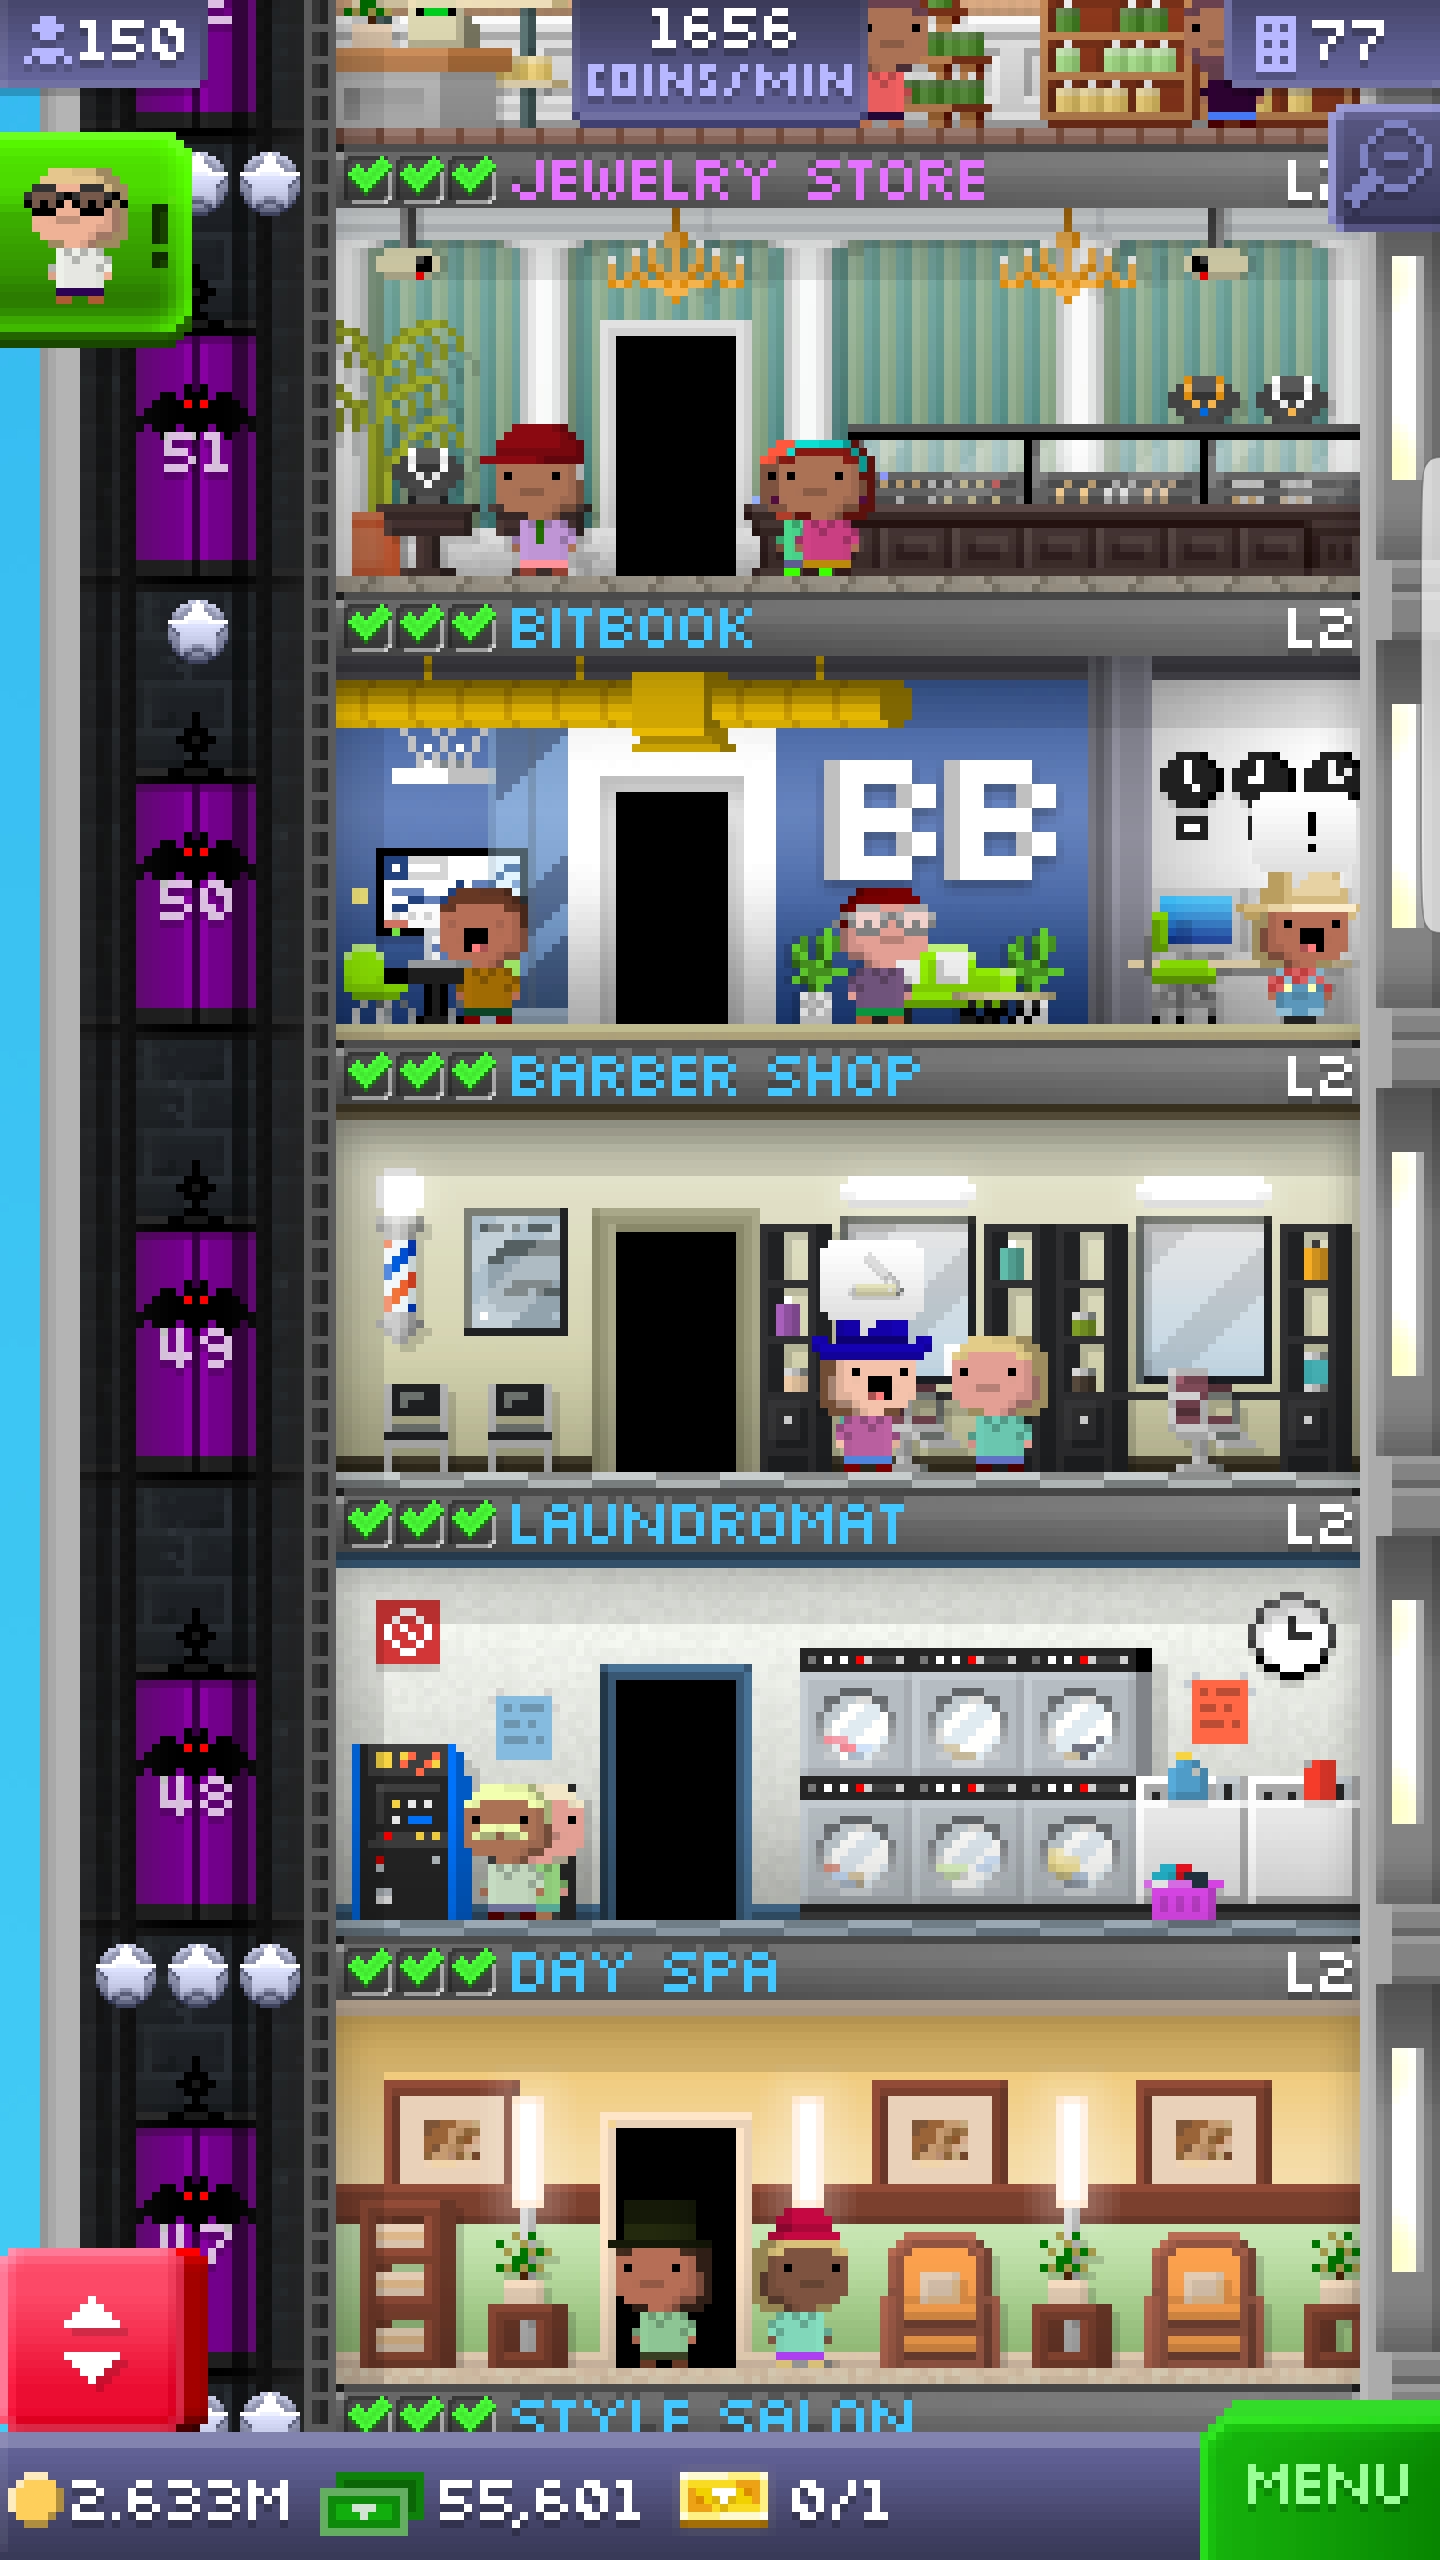 150
1656
COINS/MIN
77
JEWELRY STORE
!
51
BITBOOK L2
BB
!
50
BARBER SHOP L2
49
LAUNDROMAT L2
48
DAY SPA L2
47
STYLE SALON
2.633M 55,601 0/1
MENU